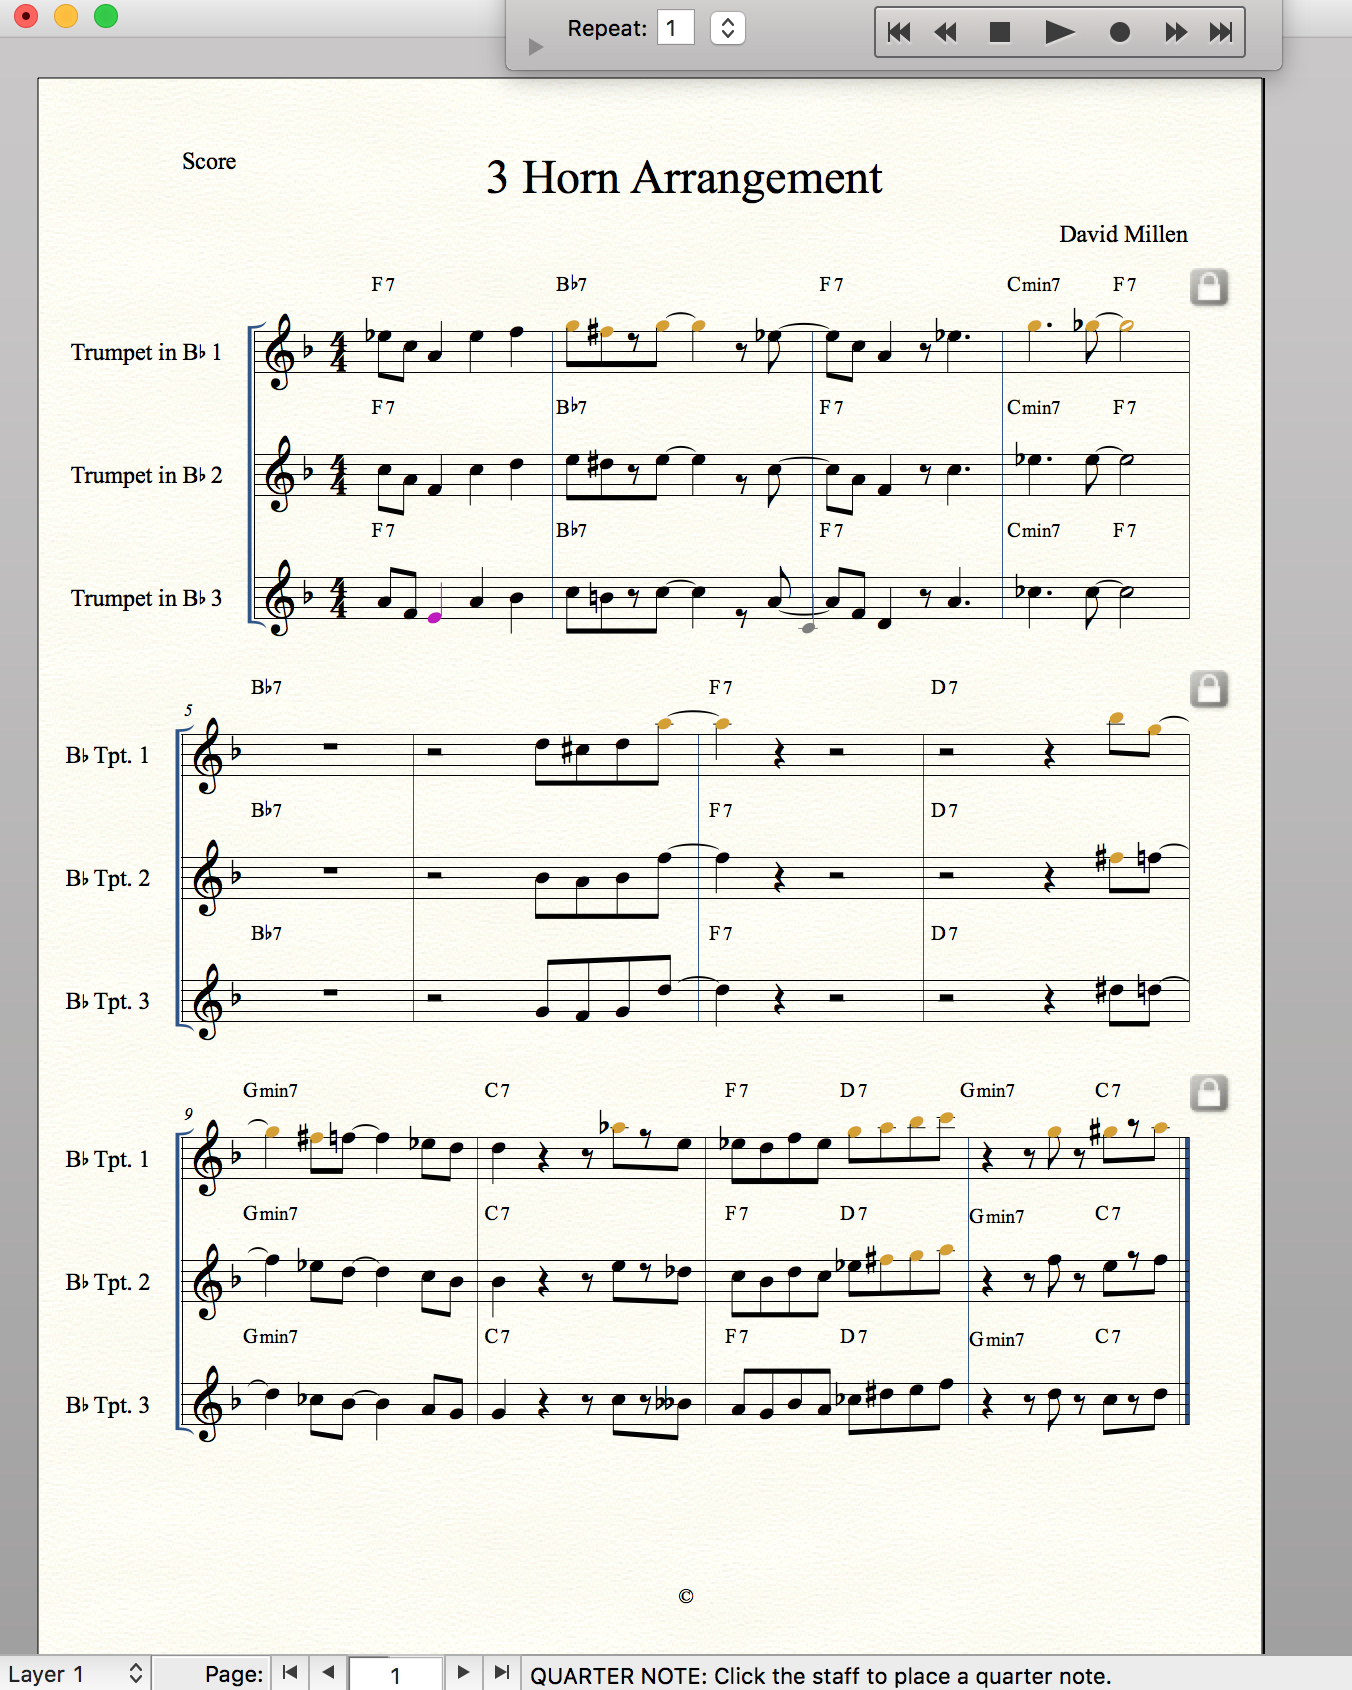 Repeat: 1
Score
3 Horn Arrangement
David Millen
F7 B♭7 F7 Cmin7 F7
Trumpet in B♭ 1
F7 B♭7 F7 Cmin7 F7
Trumpet in B♭ 2
F7 B♭7 F7 Cmin7 F7
Trumpet in B♭ 3
B♭7 F7 D7
5
B♭ Tpt. 1
B♭7 F7 D7
B♭ Tpt. 2
B♭7 F7 D7
B♭ Tpt. 3
Gmin7 C7 F7 D7 Gmin7 C7
9
B♭ Tpt. 1
Gmin7 C7 F7 D7 Gmin7 C7
B♭ Tpt. 2
Gmin7 C7 F7 D7 Gmin7 C7
B♭ Tpt. 3
©
Layer 1 Page: 1 QUARTER NOTE: Click the staff to place a quarter note.